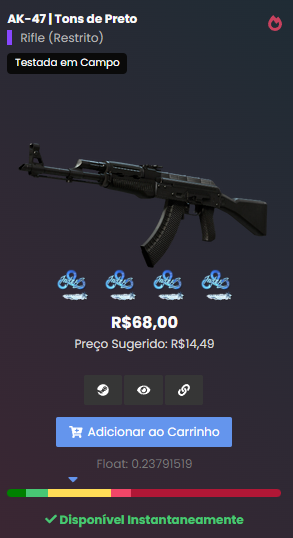 AK-47 | Tons de Preto
Rifle (Restrito)
Testada em Campo
R$68,00
Preço Sugerido: R$14,49
Adicionar ao Carrinho
Float: 0.23791519
Disponível Instantaneamente